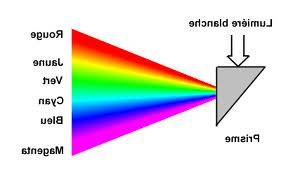 Lumière blanche
Rouge
Jaune
Vert
Cyan
Bleu
Magenta
Prisme